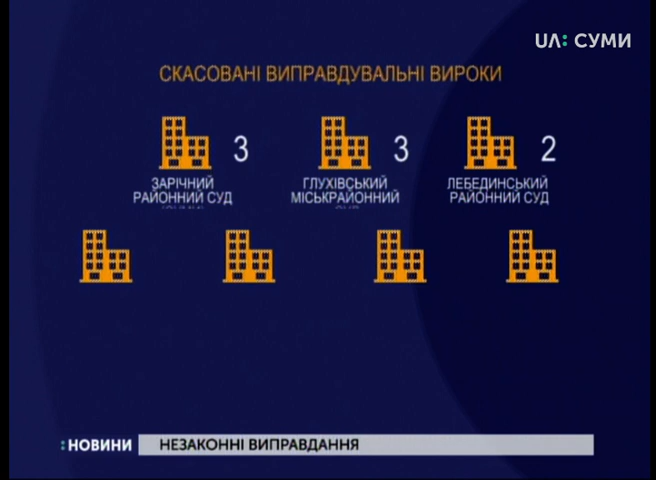 UA: СУМИ
СКАСОВАНІ ВИПРАВДУВАЛЬНІ ВИРОКИ
3
3
2
ЗАРІЧНИЙ
РАЙОННИЙ СУД
ГЛУХІВСЬКИЙ
МІСЬКРАЙОННИЙ
ЛЕБЕДИНСЬКИЙ
РАЙОННИЙ СУД
:НОВИНИ
НЕЗАКОННІ ВИПРАВДАННЯ